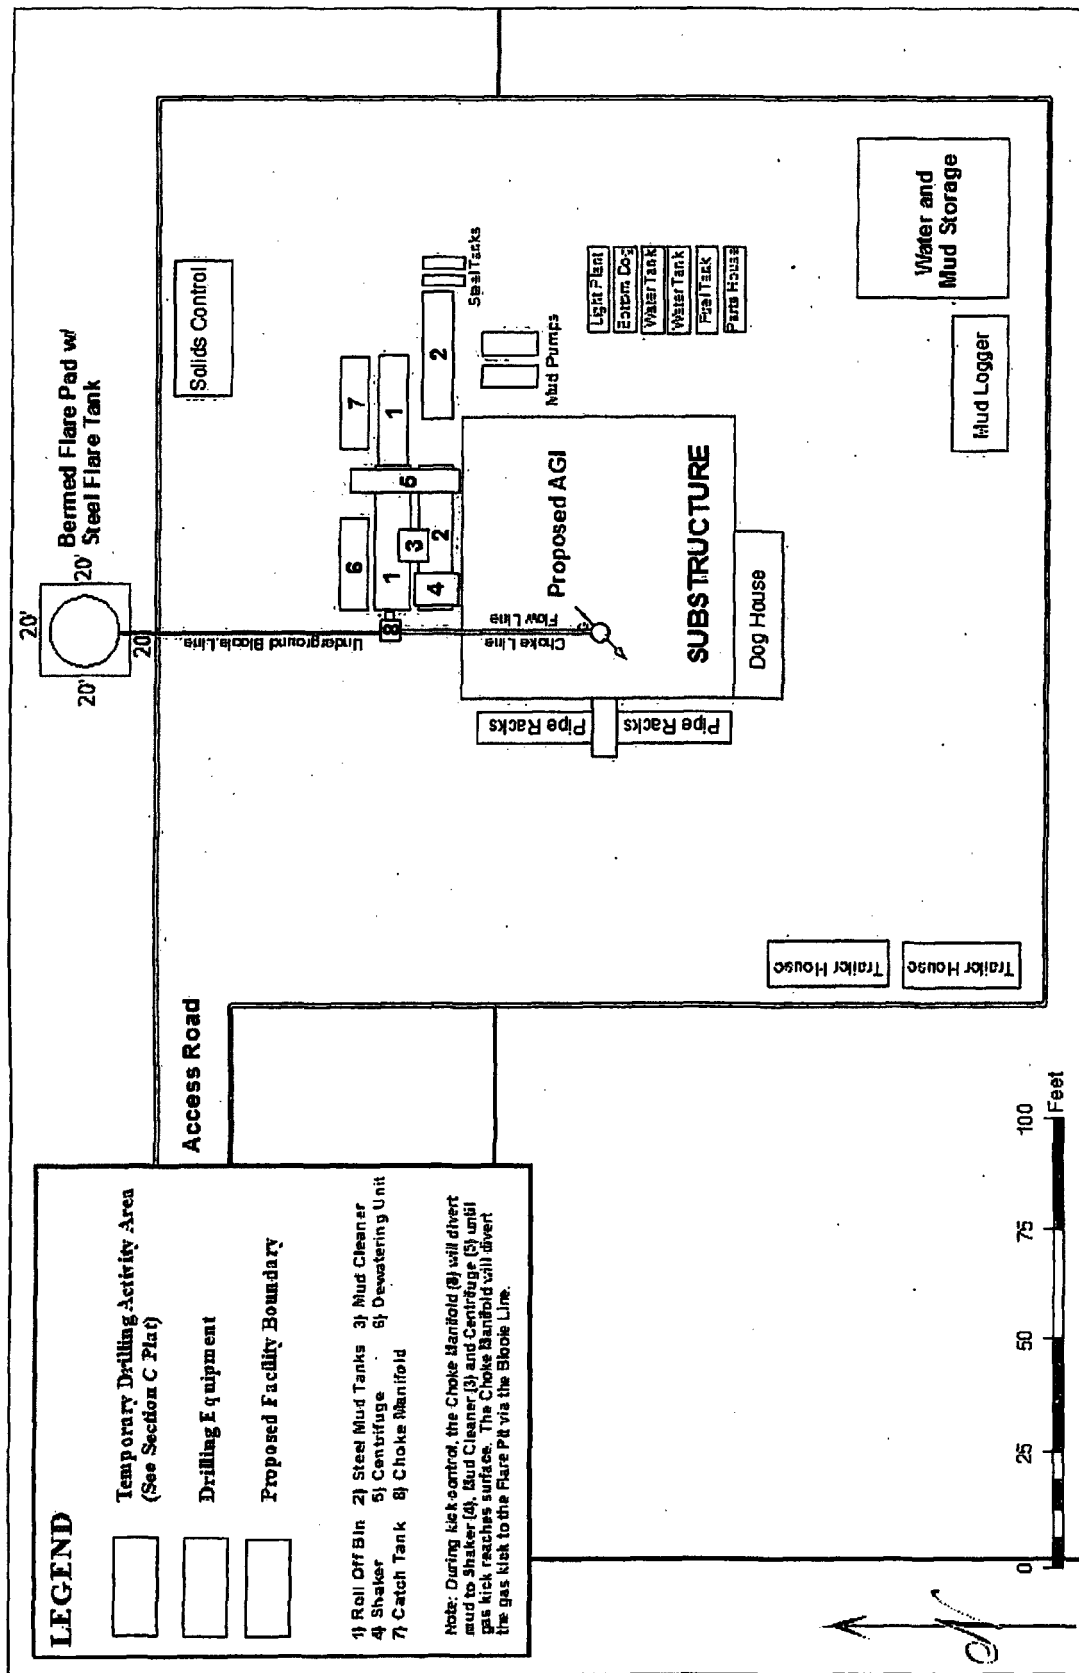 LEGEND
Temporary Drilling Activity Area
(See Section C Plat)
Drilling Equipment
Proposed Facility Boundary
1) Roll Off Bin 2) Steel Mud Tanks 3) Mud Cleaner
4) Shaker 5) Centrifuge 6) Dewatering Unit
7) Catch Tank 8) Choke Manifold
Note: During kick control, the Choke Manifold (8) will divert
mud to Shaker (4), Mud Cleaner (3) and Centrifuge (5) until
gas kick reaches surface. The Choke Manifold will divert
the gas kick to the Flare Pit via the Blooie Line.
Access Road
20'
20'
20'
20'
Bermed Flare Pad w/
Steel Flare Tank
Underground Blooie Line
Solids Control
6
7
1
1
8
5
3
4
2
2
Steel Tanks
Choke Line
Flow Line
Mud Pumps
Proposed AGI
SUBSTRUCTURE
Pipe Racks
Pipe Racks
Dog House
Light Plant
Bottom Dog
Water Tank
Water Tank
Fuel Tank
Parts House
Water and
Mud Storage
Mud Logger
Trailer House
Trailer House
0 25 50 75 100
Feet